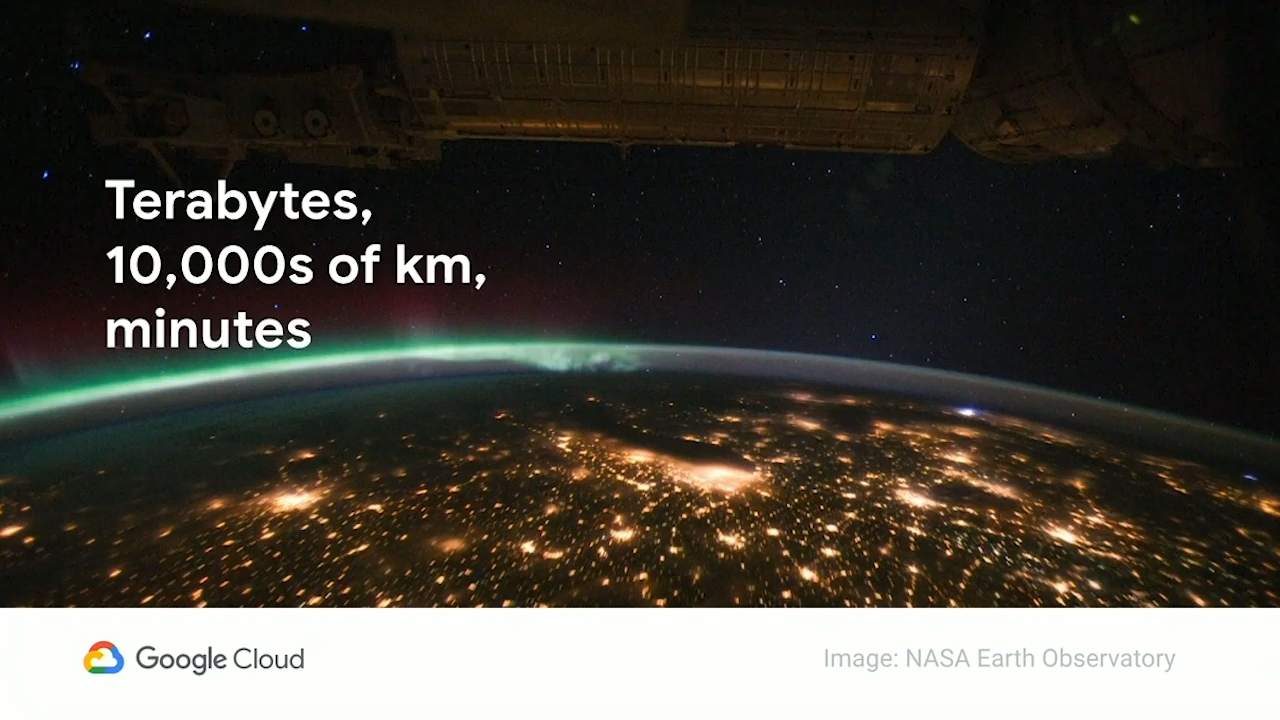 Terabytes,
10,000s of km,
minutes
Google Cloud
Image: NASA Earth Observatory